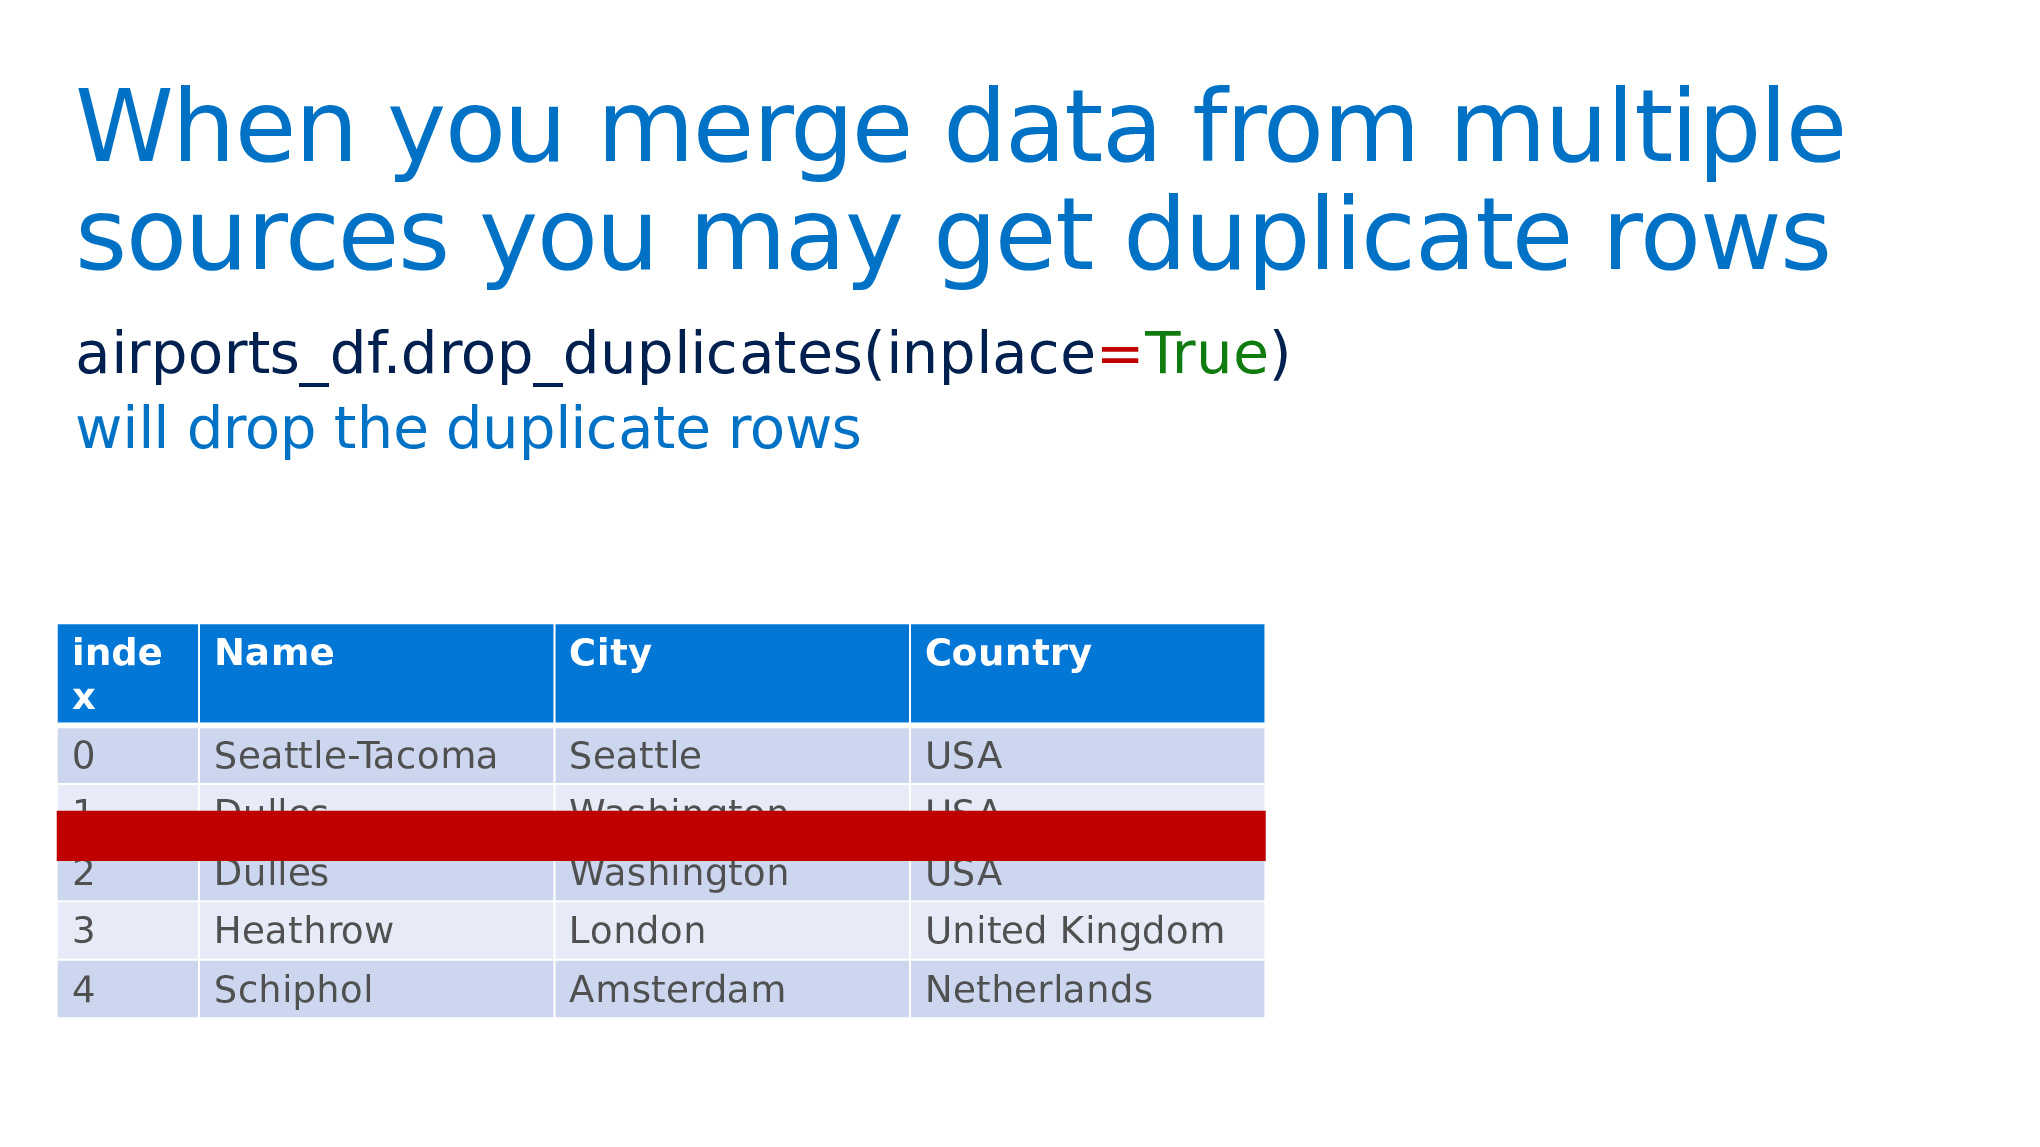 When you merge data from multiple
sources you may get duplicate rows
airports_df.drop_duplicates(inplace=True)
will drop the duplicate rows
inde
x Name City Country
0 Seattle-Tacoma Seattle USA
1 Dulles Washington USA
2 Dulles Washington USA
3 Heathrow London United Kingdom
4 Schiphol Amsterdam Netherlands